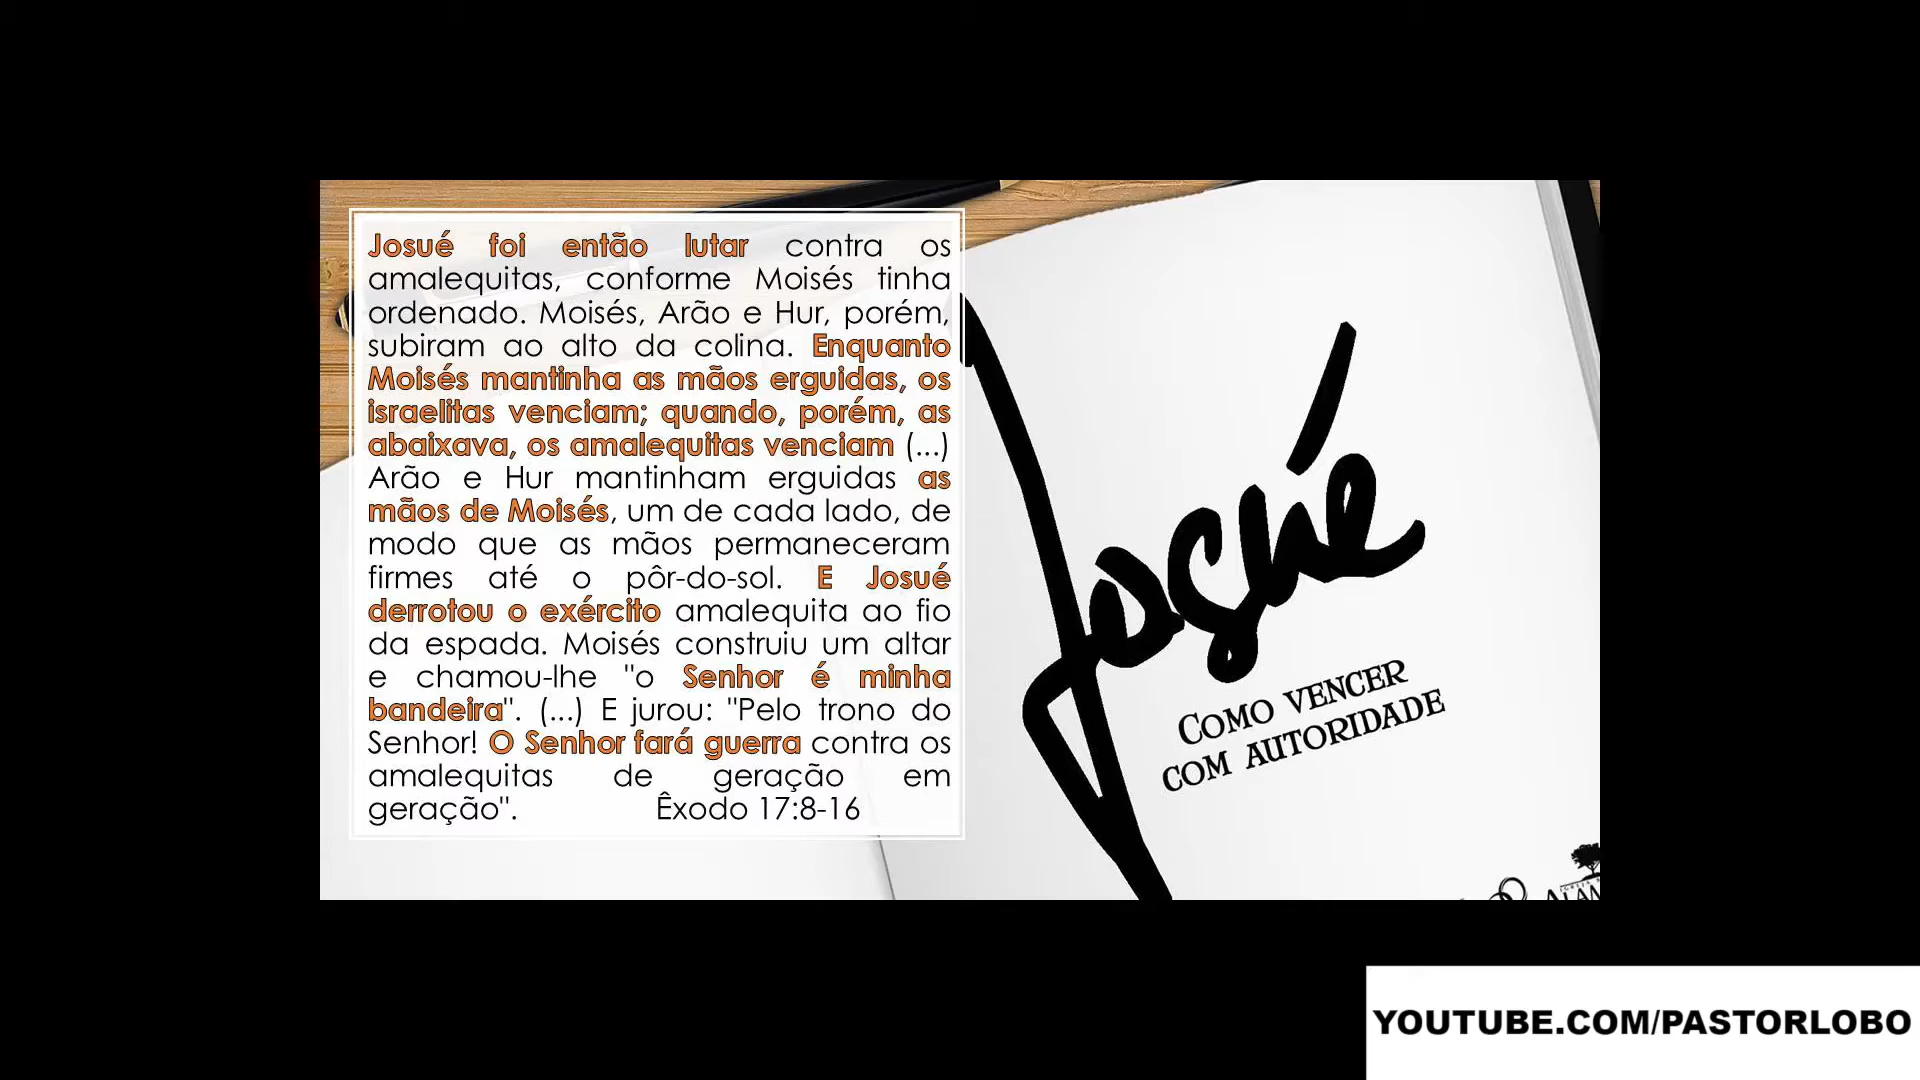 Josué foi então lutar contra os
amalequitas, conforme Moisés tinha
ordenado. Moisés, Arão e Hur, porém,
subiram ao alto da colina. Enquanto
Moisés mantinha as mãos erguidas, os
israelitas venciam; quando, porém, as
abaixava, os amalequitas venciam (...)
Arão e Hur mantinham erguidas as
mãos de Moisés, um de cada lado, de
modo que as mãos permaneceram
firmes até o pôr-do-sol. E Josué
derrotou o exército amalequita ao fio
da espada. Moisés construiu um altar
e chamou-lhe "o Senhor é minha
bandeira". (...) E jurou: "Pelo trono do
Senhor! O Senhor fará guerra contra os
amalequitas de geração em
geração". Êxodo 17:8-16
Josué
COMO VENCER
COM AUTORIDADE
YOUTUBE.COM/PASTORLOBO